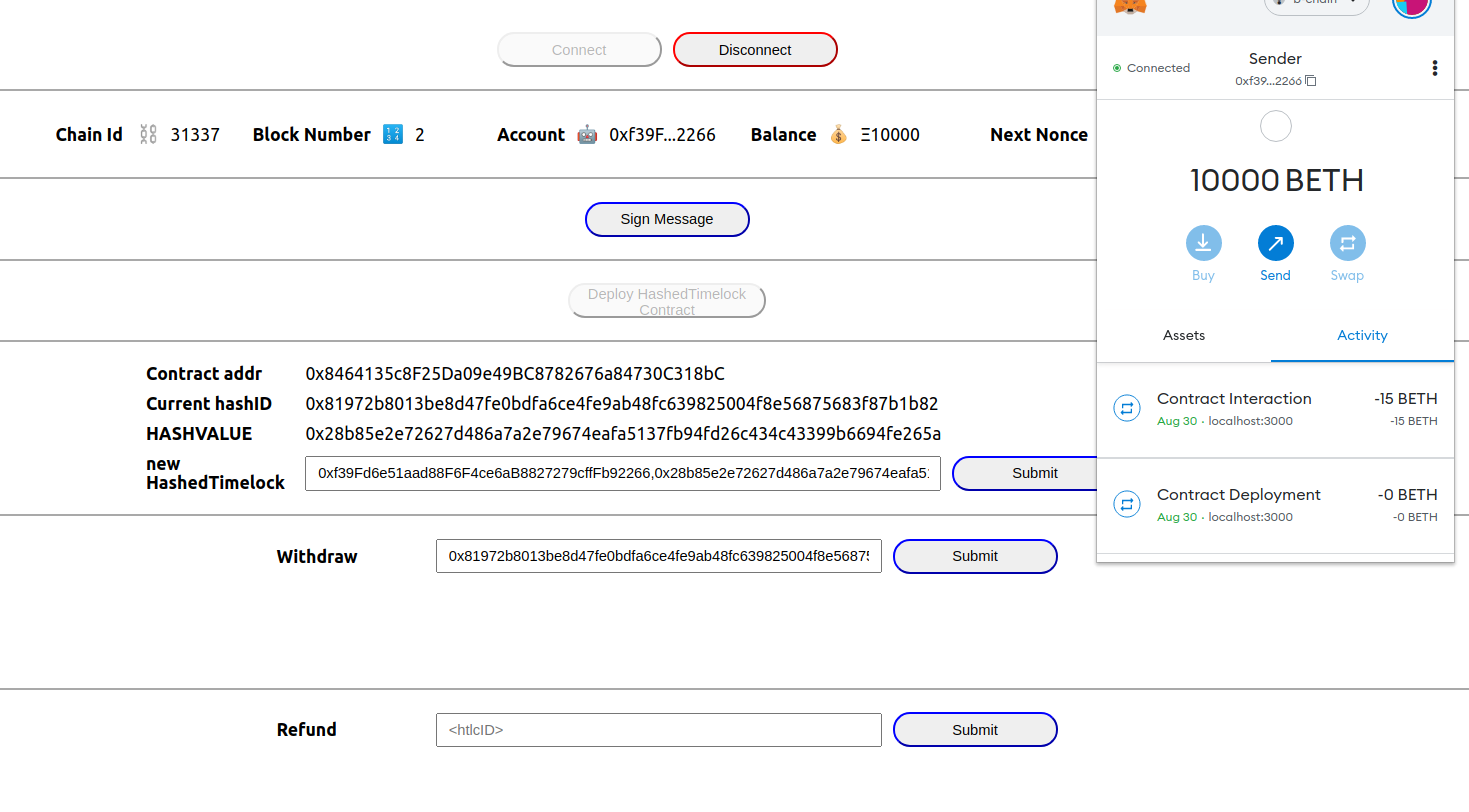 Connect
Disconnect
Chain Id ⛓️ 31337 Block Number 🔢 2 Account 🤖 0xf39F...2266 Balance 💰 Ξ10000 Next Nonce
Sign Message
Deploy HashedTimelock
Contract
Contract addr 0x8464135c8F25Da09e49BC8782676a84730C318bC
Current hashID 0x81972b8013be8d47fe0bdfa6ce4fe9ab48fc639825004f8e56875683f87b1b82
HASHVALUE 0x28b85e2e72627d486a7a2e79674eafa5137fb94fd26c434c43399b6694fe265a
new
HashedTimelock
0xf39Fd6e51aad88F6F4ce6aB8827279cffFb92266,0x28b85e2e72627d486a7a2e79674eafa5
Submit
Withdraw 0x81972b8013be8d47fe0bdfa6ce4fe9ab48fc639825004f8e5687 Submit
Refund <htlcID> Submit
Connected
Sender
0xf39...2266
10000 BETH
Buy Send Swap
Assets Activity
Contract Interaction -15 BETH
Aug 30 · localhost:3000 -15 BETH
Contract Deployment -0 BETH
Aug 30 · localhost:3000 -0 BETH